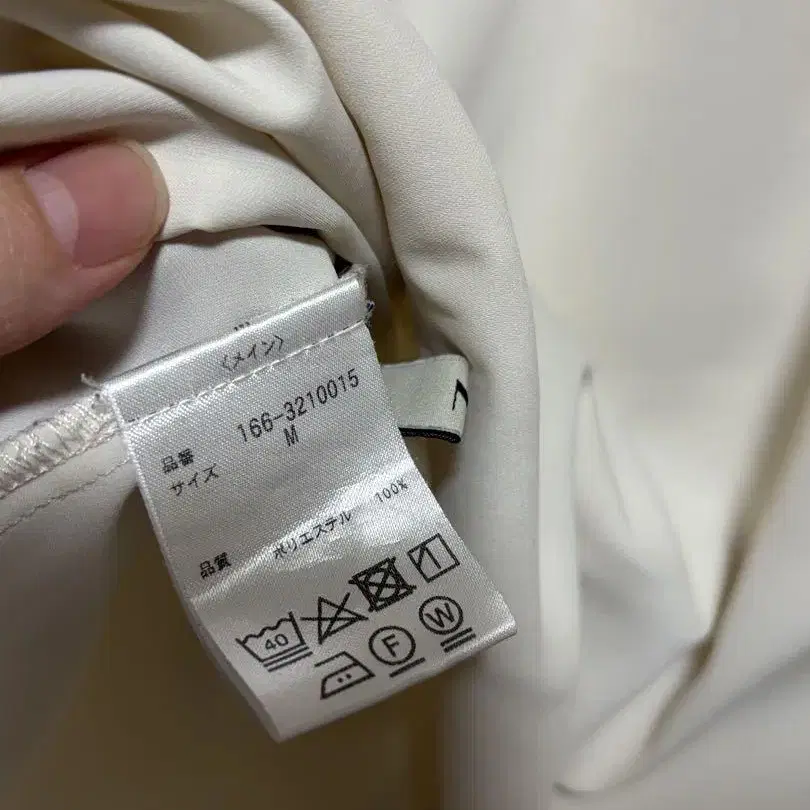 〈メイン〉
品番 166-3210015
サイズ M
品質 ポリエステル 100%
40
F W